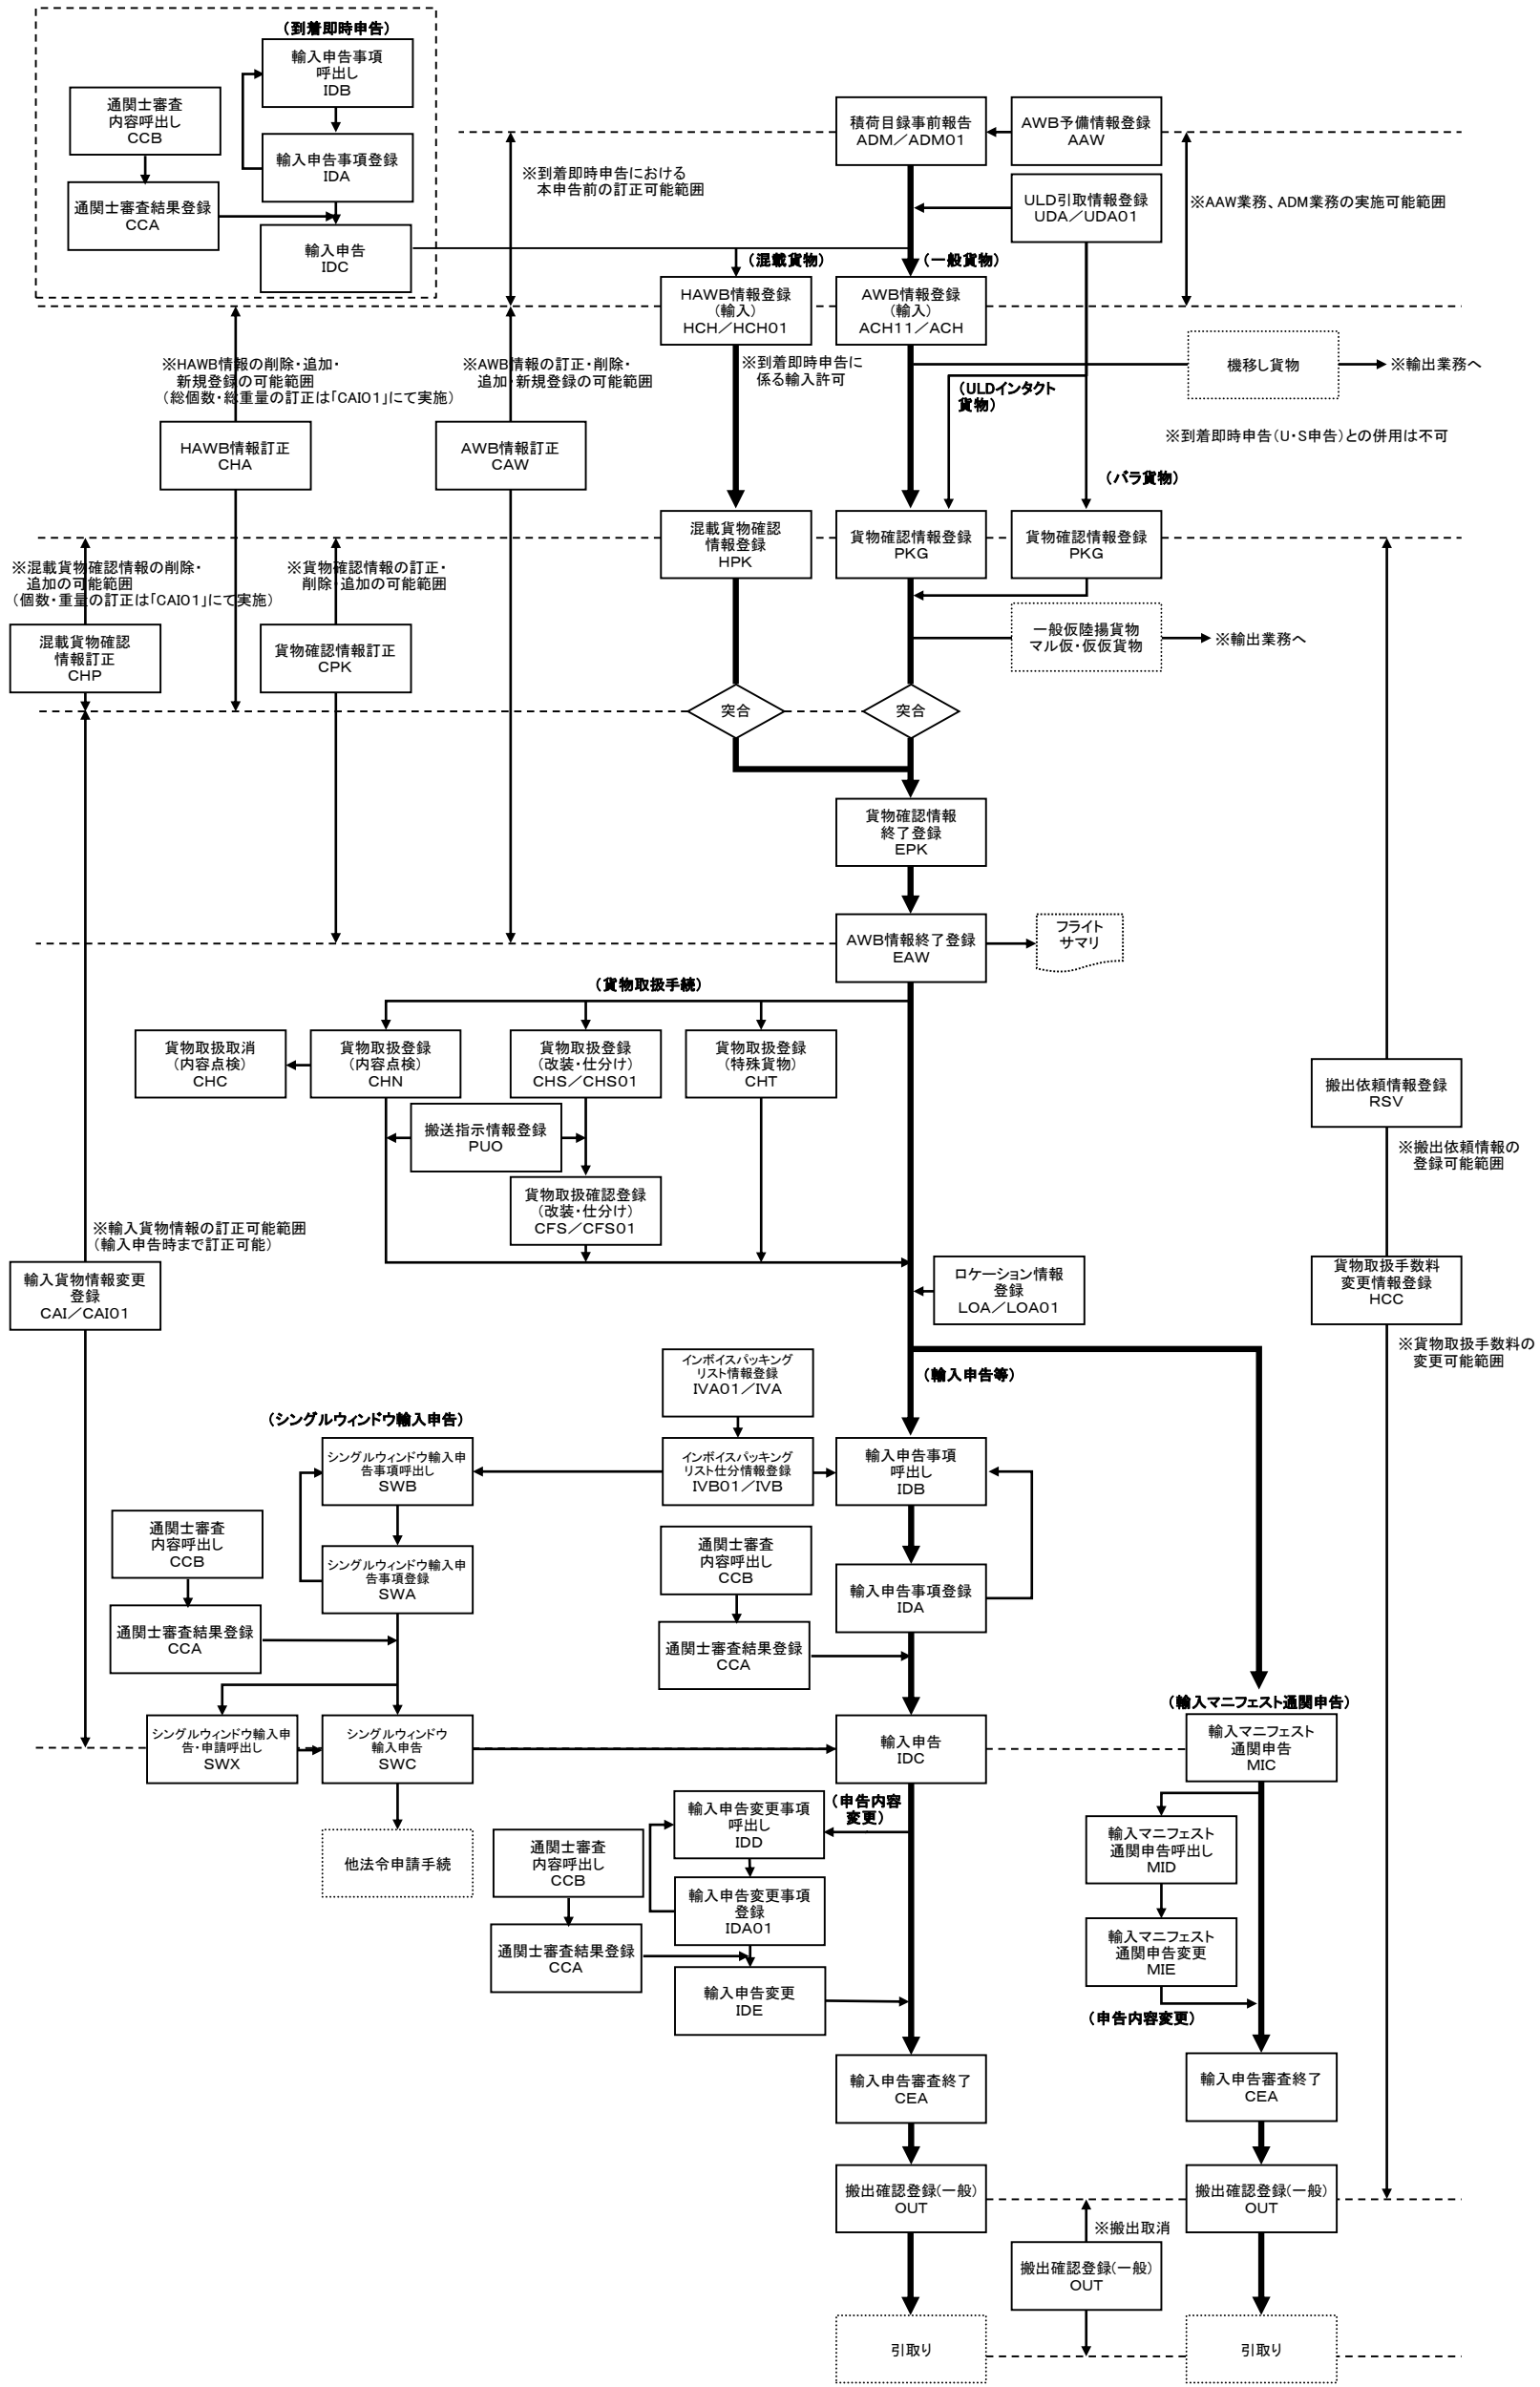 （到着即時申告）
輸入申告事項
呼出し
IDB
通関士審査
内容呼出し
CCB
輸入申告事項登録
IDA
通関士審査結果登録
CCA
輸入申告
IDC
積荷目録事前報告
ADM／ADM01
AWB予備情報登録
AAW
※到着即時申告における
本申告前の訂正可能範囲
ULD引取情報登録
UDA／UDA01
※AAW業務、ADM業務の実施可能範囲
（混載貨物）
（一般貨物）
HAWB情報登録
（輸入）
HCH／HCH01
AWB情報登録
（輸入）
ACH11／ACH
※HAWB情報の削除・追加・
新規登録の可能範囲
（総個数・総重量の訂正は「CAI01」にて実施）
※AWB情報の訂正・削除・
追加・新規登録の可能範囲
※到着即時申告に
係る輸入許可
機移し貨物
※輸出業務へ
（ULDインタクト
貨物）
※到着即時申告（U・S申告）との併用は不可
HAWB情報訂正
CHA
AWB情報訂正
CAW
（バラ貨物）
混載貨物確認
情報登録
HPK
貨物確認情報登録
PKG
貨物確認情報登録
PKG
※混載貨物確認情報の削除・
追加の可能範囲
（個数・重量の訂正は「CAI01」にて実施）
※貨物確認情報の訂正・
削除・追加の可能範囲
混載貨物確認
情報訂正
CHP
貨物確認情報訂正
CPK
一般仮陸揚貨物
マル仮・仮仮貨物
※輸出業務へ
突合
突合
貨物確認情報
終了登録
EPK
AWB情報終了登録
EAW
フライト
サマリ
（貨物取扱手続）
貨物取扱取消
（内容点検）
CHC
貨物取扱登録
（内容点検）
CHN
貨物取扱登録
（改装・仕分け）
CHS／CHS01
貨物取扱登録
（特殊貨物）
CHT
搬出依頼情報登録
RSV
搬送指示情報登録
PUO
※搬出依頼情報の
登録可能範囲
貨物取扱確認登録
（改装・仕分け）
CFS／CFS01
※輸入貨物情報の訂正可能範囲
（輸入申告時まで訂正可能）
輸入貨物情報変更
登録
CAI／CAI01
ロケーション情報
登録
LOA／LOA01
貨物取扱手数料
変更情報登録
HCC
※貨物取扱手数料の
変更可能範囲
インボイスパッキング
リスト情報登録
IVA01／IVA
（輸入申告等）
（シングルウィンドウ輸入申告）
シングルウィンドウ輸入申
告事項呼出し
SWB
インボイスパッキング
リスト仕分情報登録
IVB01／IVB
輸入申告事項
呼出し
IDB
通関士審査
内容呼出し
CCB
シングルウィンドウ輸入申
告事項登録
SWA
通関士審査
内容呼出し
CCB
輸入申告事項登録
IDA
通関士審査結果登録
CCA
通関士審査結果登録
CCA
（輸入マニフェスト通関申告）
シングルウィンドウ輸入申
告・申請呼出し
SWX
シングルウィンドウ
輸入申告
SWC
輸入申告
IDC
輸入マニフェスト
通関申告
MIC
輸入申告変更事項
呼出し
IDD
（申告内容
変更）
輸入マニフェスト
通関申告呼出し
MID
他法令申請手続
通関士審査
内容呼出し
CCB
輸入申告変更事項
登録
IDA01
輸入マニフェスト
通関申告変更
MIE
通関士審査結果登録
CCA
輸入申告変更
IDE
（申告内容変更）
輸入申告審査終了
CEA
輸入申告審査終了
CEA
搬出確認登録（一般）
OUT
搬出確認登録（一般）
OUT
※搬出取消
搬出確認登録（一般）
OUT
引取り
引取り